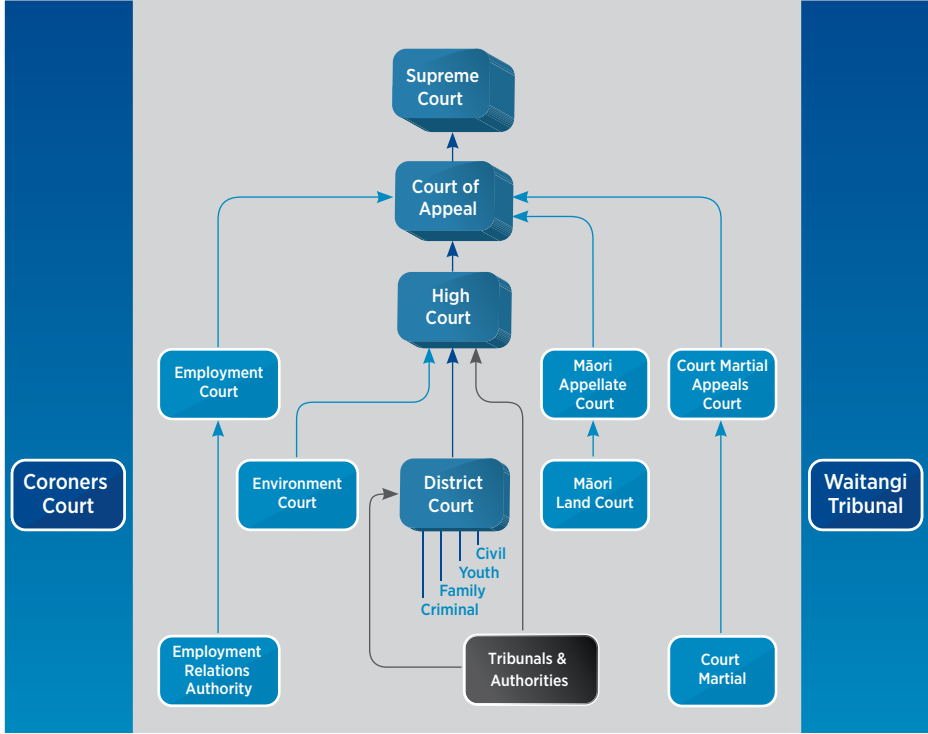 Supreme
Court
Court of
Appeal
High
Court
Employment
Court
Māori
Appellate
Court
Court Martial
Appeals
Court
Coroners
Court
Environment
Court
District
Court
Māori
Land Court
Waitangi
Tribunal
Civil
Youth
Family
Criminal
Employment
Relations
Authority
Tribunals &
Authorities
Court
Martial